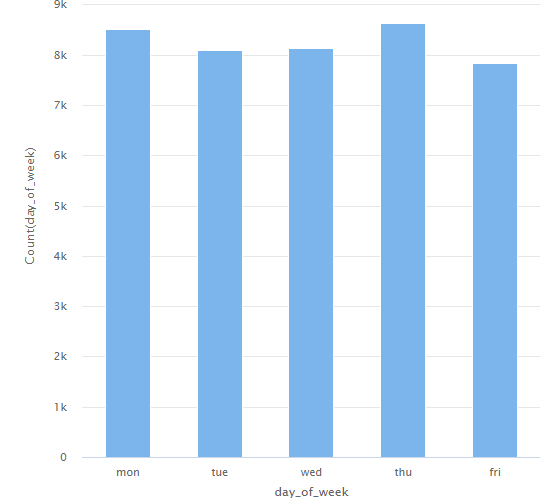 9k
8k
7k
6k
5k
4k
3k
2k
1k
0
Count(day_of_week)
mon tue wed thu fri
day_of_week